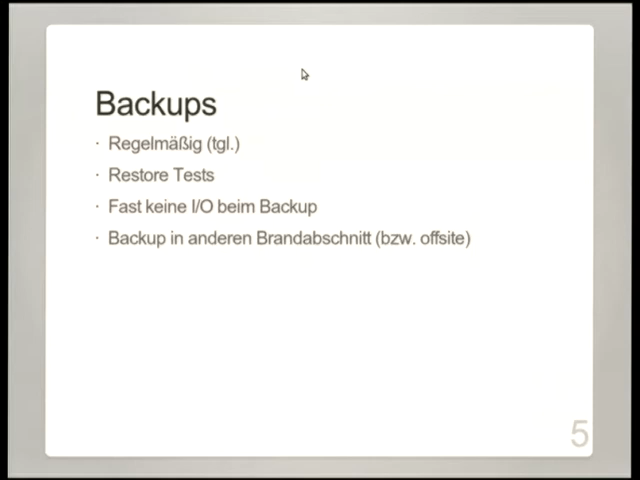 Backups
· Regelmäßig (tgl.)
· Restore Tests
· Fast keine I/O beim Backup
· Backup in anderen Brandabschnitt (bzw. offsite)
5